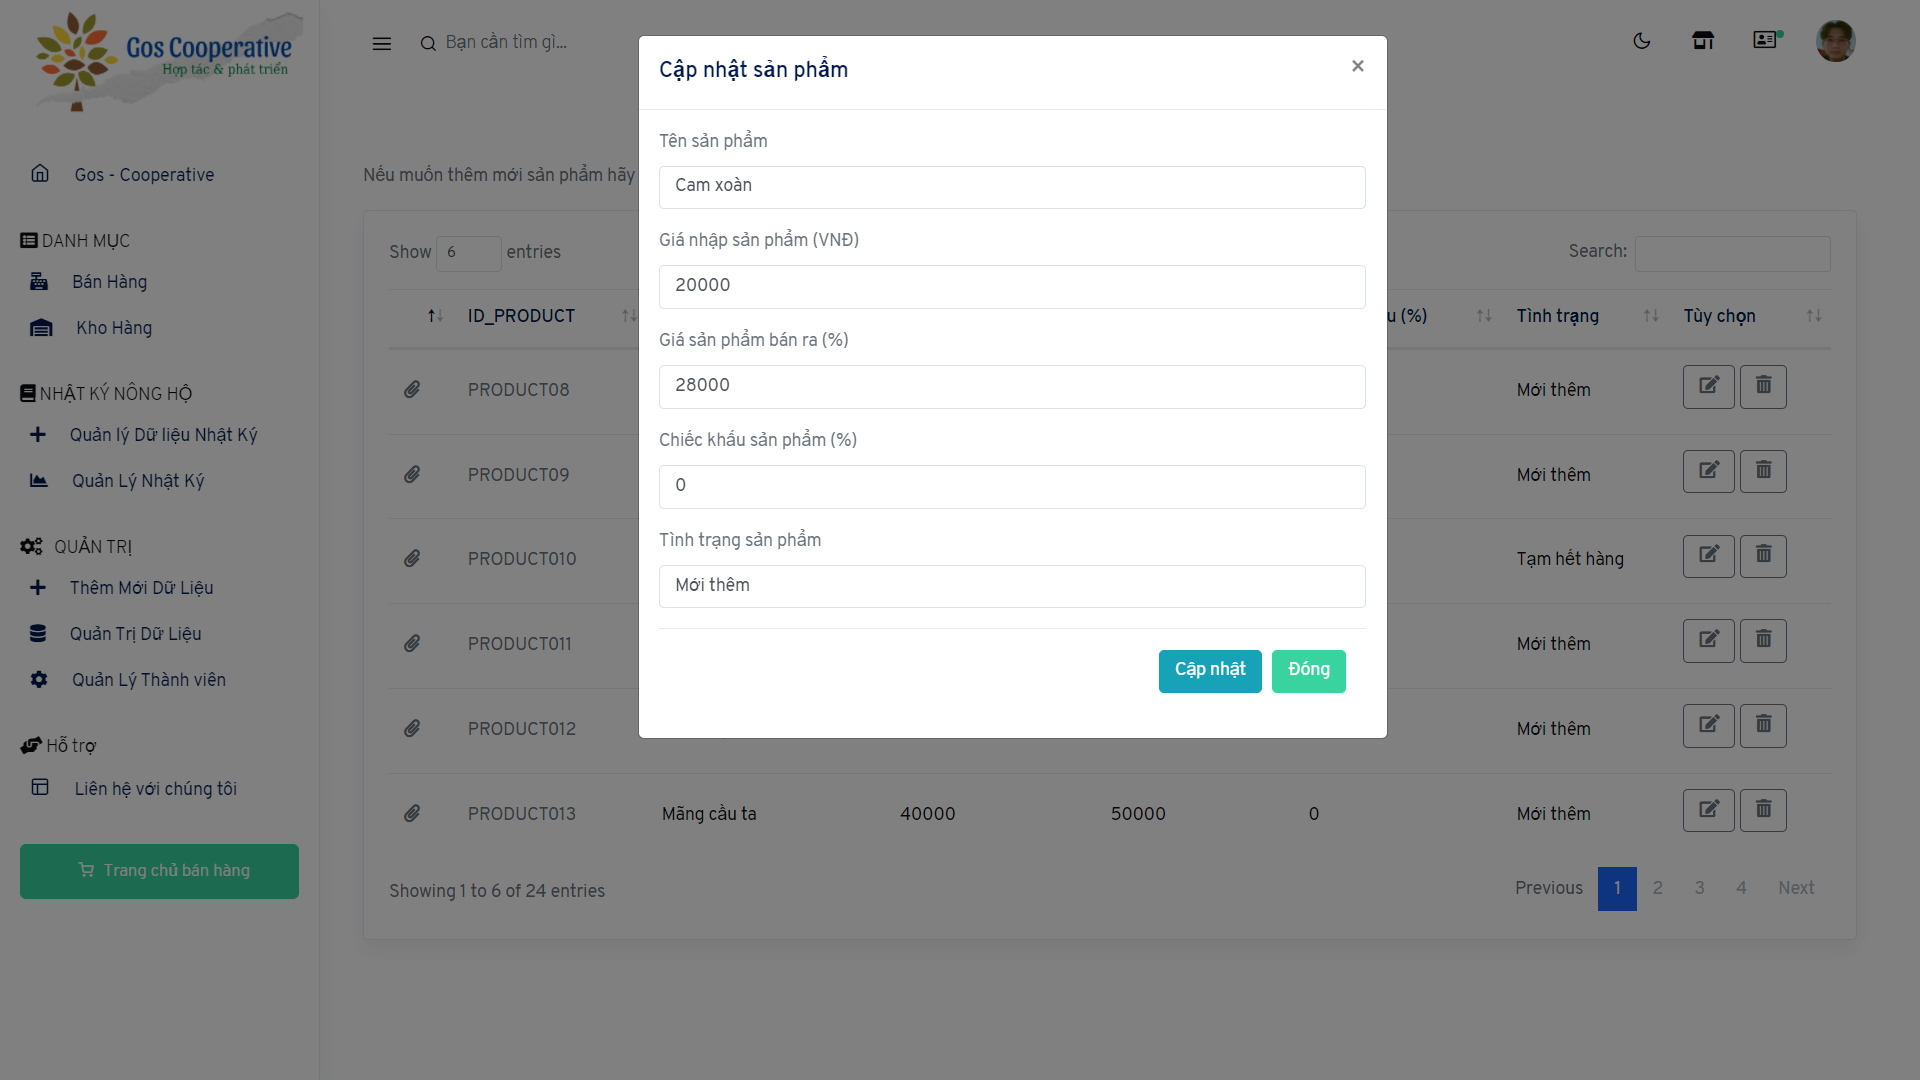 Gos Cooperative
Hợp tác & phát triển
Gos - Cooperative
DANH MỤC
Bán Hàng
Kho Hàng
NHẬT KÝ NÔNG HỘ
Quản lý Dữ liệu Nhật Ký
Quản Lý Nhật Ký
QUẢN TRỊ
Thêm Mới Dữ Liệu
Quản Trị Dữ Liệu
Quản Lý Thành viên
Hỗ trợ
Liên hệ với chúng tôi
Trang chủ bán hàng
Bạn cần tìm gì...
Nếu muốn thêm mới sản phẩm hãy
Show 6 entries
Search:
ID_PRODUCT u (%) Tình trạng Tùy chọn
PRODUCT08 Mới thêm
PRODUCT09 Mới thêm
PRODUCT010 Tạm hết hàng
PRODUCT011 Mới thêm
PRODUCT012 Mới thêm
PRODUCT013 Mãng cầu ta 40000 50000 0 Mới thêm
Showing 1 to 6 of 24 entries
Previous 1 2 3 4 Next
Cập nhật sản phẩm
×
Tên sản phẩm
Cam xoàn
Giá nhập sản phẩm (VNĐ)
20000
Giá sản phẩm bán ra (%)
28000
Chiếc khấu sản phẩm (%)
0
Tình trạng sản phẩm
Mới thêm
Cập nhật Đóng